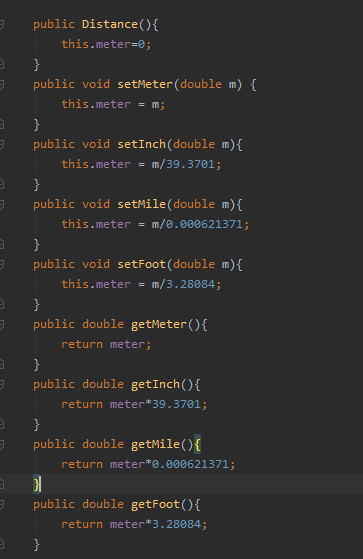 public Distance(){
this.meter=0;
}
public void setMeter(double m) {
this.meter = m;
}
public void setInch(double m){
this.meter = m/39.3701;
}
public void setMile(double m){
this.meter = m/0.000621371;
}
public void setFoot(double m){
this.meter = m/3.28084;
}
public double getMeter(){
return meter;
}
public double getInch(){
return meter*39.3701;
}
public double getMile(){
return meter*0.000621371;
}
public double getFoot(){
return meter*3.28084;
}